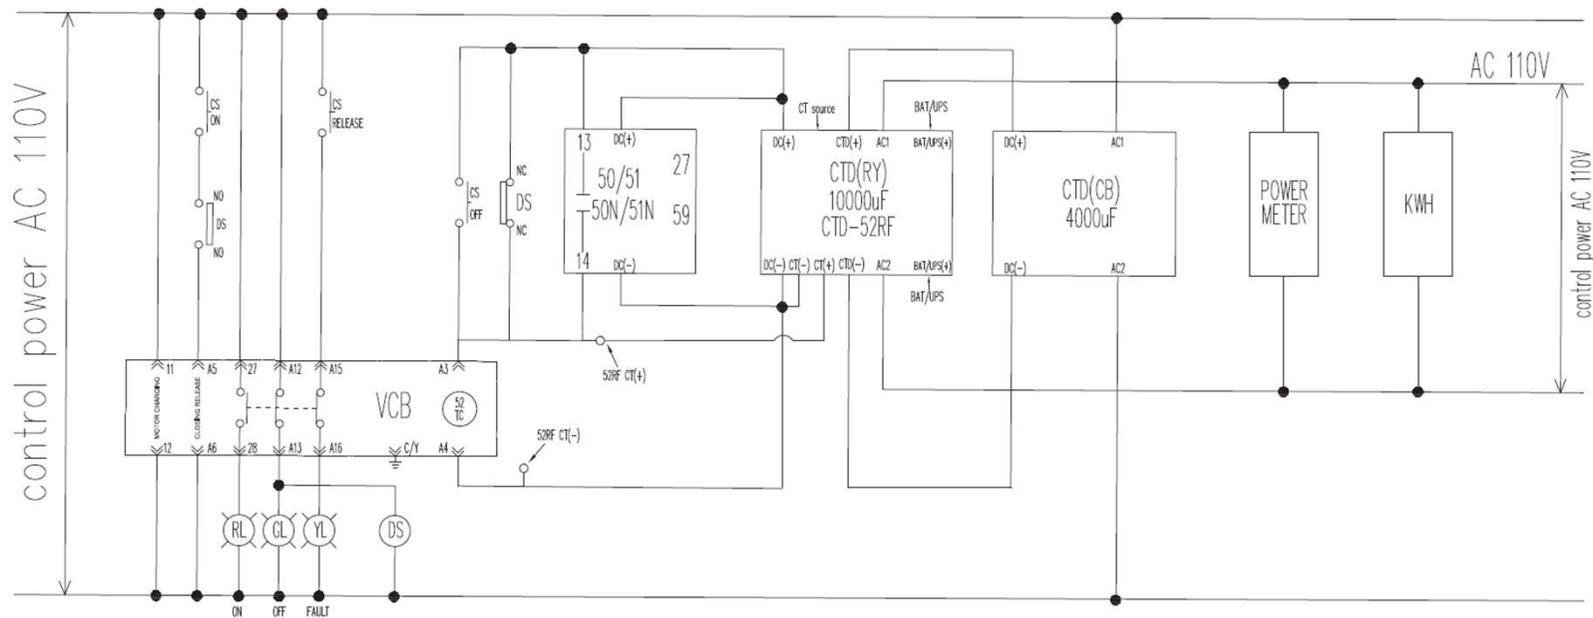 control power AC 110V
CS
ON
NO
DS
NO
CS
RELEASE
11
A5
27
A12
A15
A3
MOTOR CHARGING
CLOSING RELEASE
VCB
52
TC
12
A6
28
A13
A16
C/Y
A4
RL
GL
YL
DS
ON
OFF
FAULT
CS
OFF
NC
DS
NC
13
DC(+)
50/51
27
50N/51N
59
14
DC(-)
52RF CT(+)
52RF CT(-)
CT source
BAT/UPS
DC(+)
CTD(+)
AC1
BAT/UPS(+)
CTD(RY)
10000uF
CTD-52RF
DC(-)
CT(-)
CT(+)
CTD(-)
AC2
BAT/UPS(+)
BAT/UPS
DC(+)
AC1
CTD(CB)
4000uF
DC(-)
AC2
AC 110V
POWER
METER
KWH
control power AC 110V